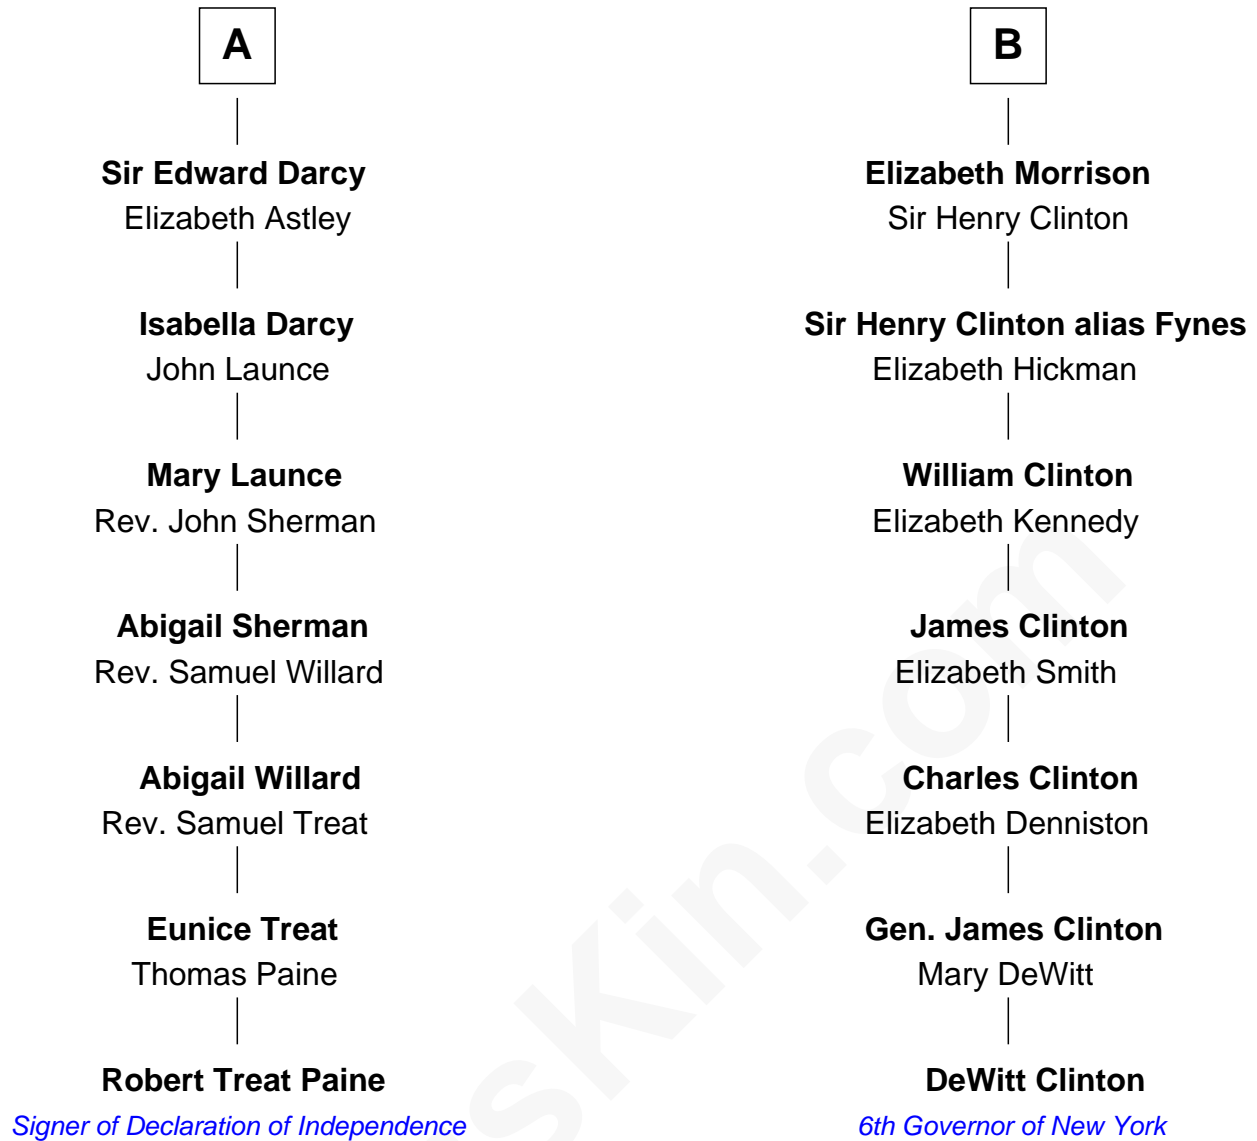 A
Sir Edward Darcy
Elizabeth Astley
Isabella Darcy
John Launce
Mary Launce
Rev. John Sherman
Abigail Sherman
Rev. Samuel Willard
Abigail Willard
Rev. Samuel Treat
Eunice Treat
Thomas Paine
Robert Treat Paine
Signer of Declaration of Independence
B
Elizabeth Morrison
Sir Henry Clinton
Sir Henry Clinton alias Fynes
Elizabeth Hickman
William Clinton
Elizabeth Kennedy
James Clinton
Elizabeth Smith
Charles Clinton
Elizabeth Denniston
Gen. James Clinton
Mary DeWitt
DeWitt Clinton
6th Governor of New York
sKin.com